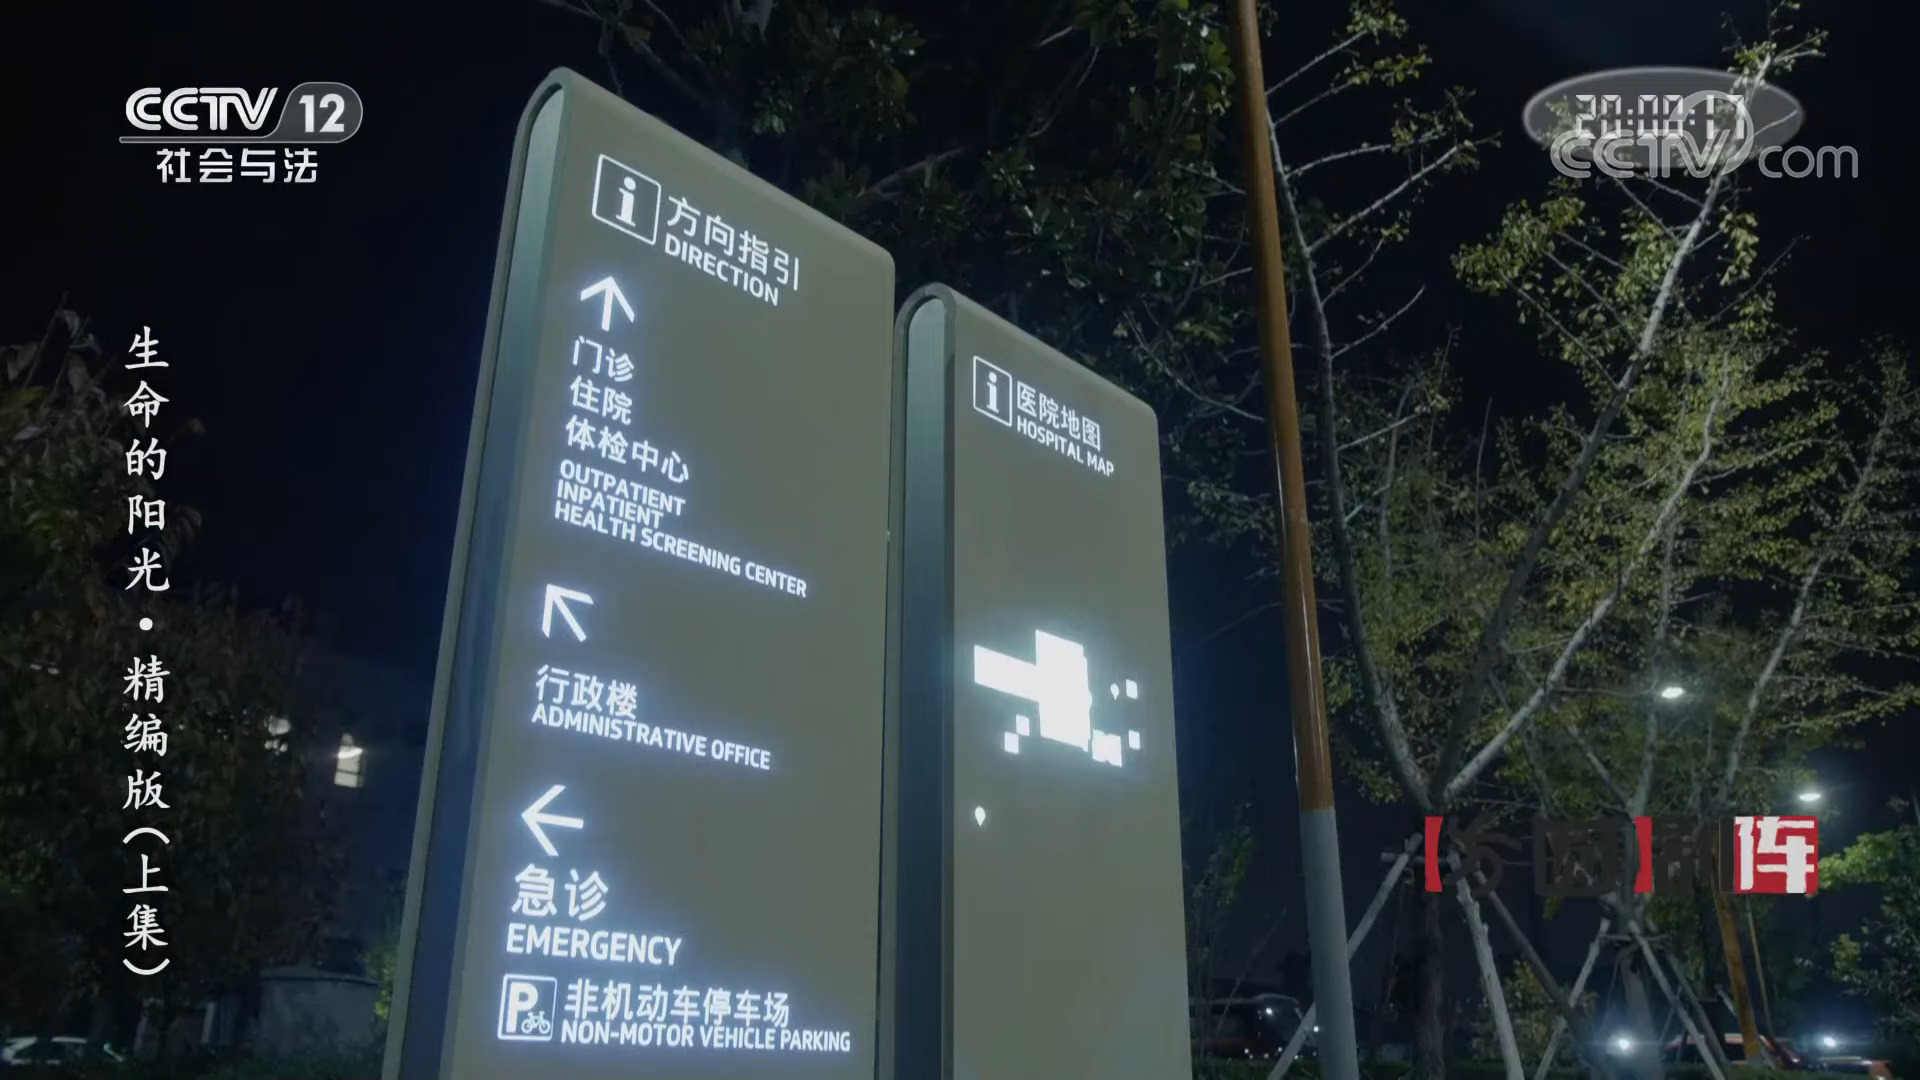 CCTV 12
社会与法
CCTV com
生命的阳光·精编版(上集)
i 方向指引
DIRECTION
门诊
住院
体检中心
OUTPATIENT
INPATIENT
HEALTH SCREENING CENTER
行政楼
ADMINISTRATIVE OFFICE
急诊
EMERGENCY
P 非机动车停车场
NON-MOTOR VEHICLE PARKING
i 医院地图
HOSPITAL MAP
阵